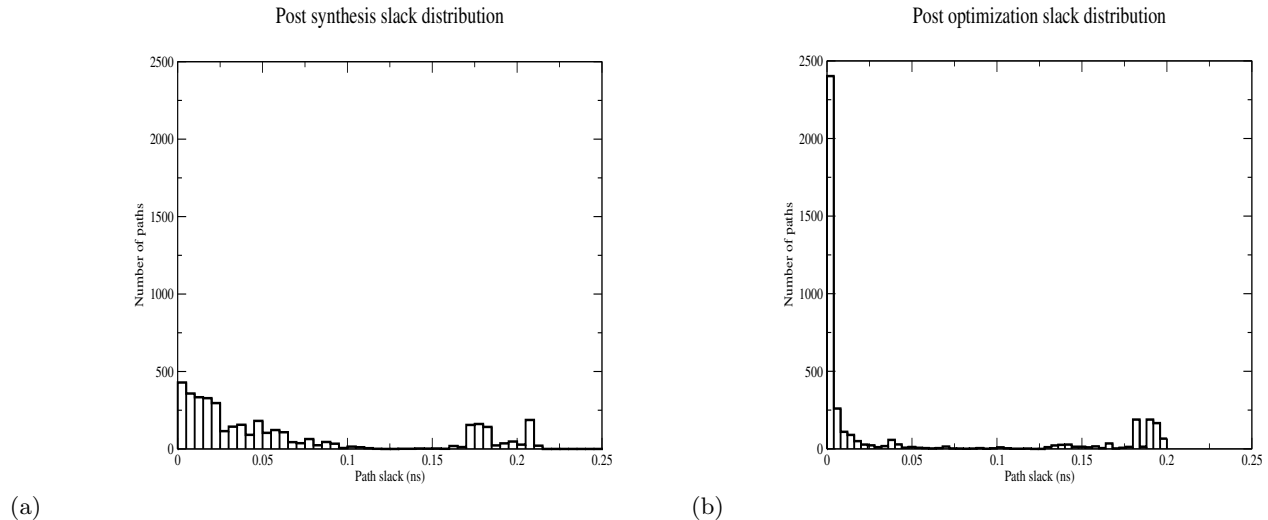 Post synthesis slack distribution
2500
2000
1500
1000
500
0
Number of paths
0 0.05 0.1 0.15 0.2 0.25
Path slack (ns)
(a)
Post optimization slack distribution
2500
2000
1500
1000
500
0
Number of paths
0 0.05 0.1 0.15 0.2 0.25
Path slack (ns)
(b)